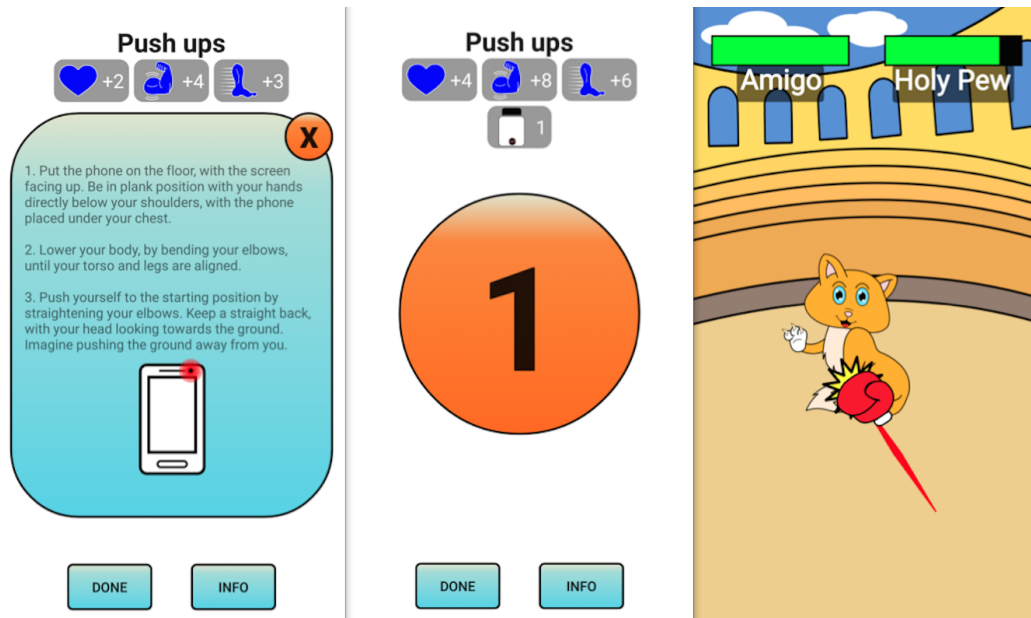 Push ups
+2 +4 +3
X
1. Put the phone on the floor, with the screen
facing up. Be in plank position with your hands
directly below your shoulders, with the phone
placed under your chest.
2. Lower your body, by bending your elbows,
until your torso and legs are aligned.
3. Push yourself to the starting position by
straightening your elbows. Keep a straight back,
with your head looking towards the ground.
Imagine pushing the ground away from you.
DONE INFO
Push ups
+4 +8 +6
1
1
DONE INFO
Amigo Holy Pew